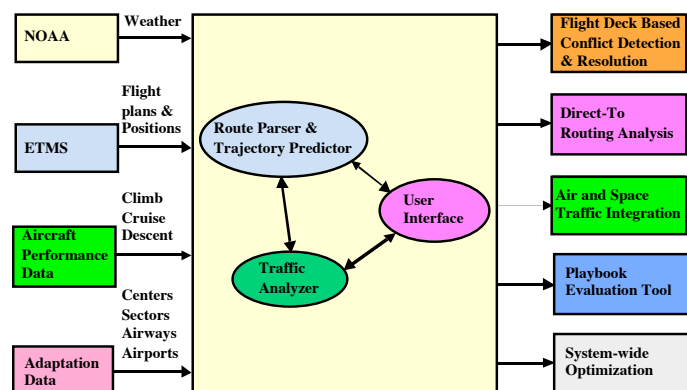 NOAA
Weather
ETMS
Flight
plans &
Positions
Aircraft
Performance
Data
Climb
Cruise
Descent
Adaptation
Data
Centers
Sectors
Airways
Airports
Route Parser &
Trajectory Predictor
User
Interface
Traffic
Analyzer
Flight Deck Based
Conflict Detection
& Resolution
Direct-To
Routing Analysis
Air and Space
Traffic Integration
Playbook
Evaluation Tool
System-wide
Optimization